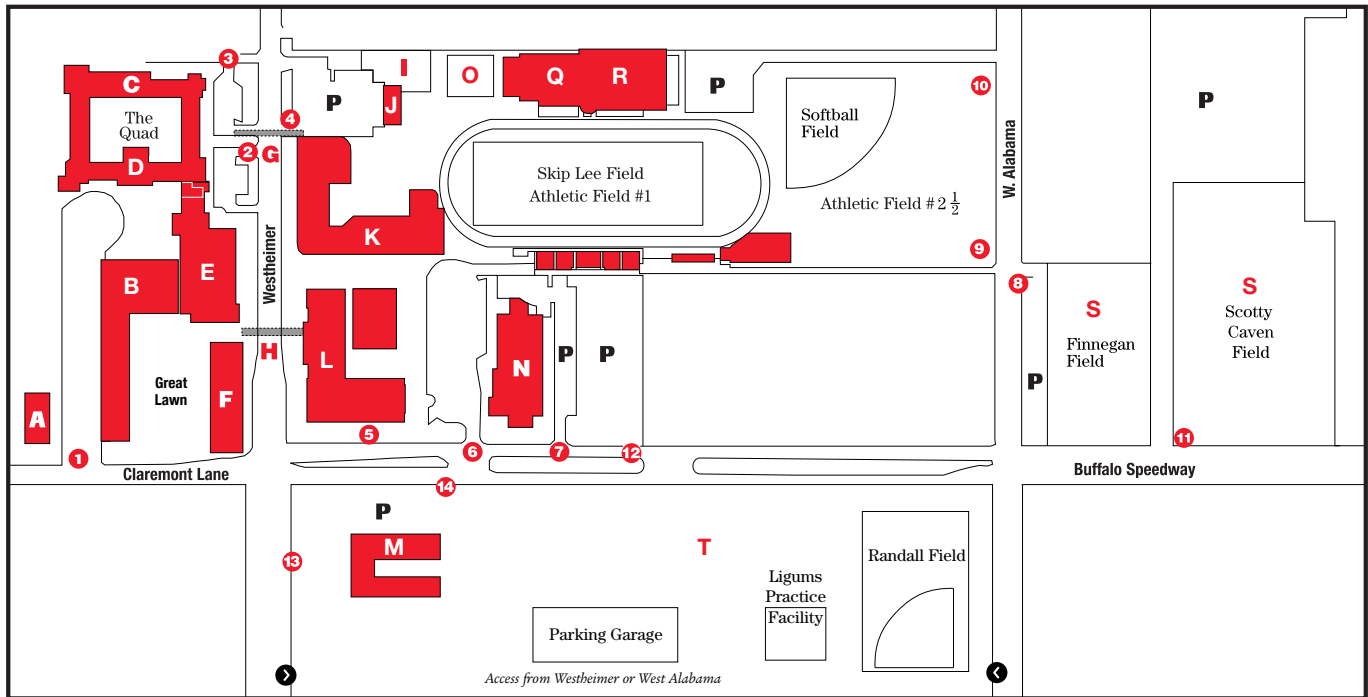 3
C
I
O
Q
R
P
P
10
P
The
Quad
P
J
4
Softball
Field
2
G
D
Skip Lee Field
Athletic Field #1
W. Alabama
Athletic Field # 2 1/2
K
9
E
B
Westheimer
8
S
Finnegan
Field
S
Scotty
Caven
Field
H
L
N
P
P
P
Great
Lawn
F
A
5
1
6
7
12
11
Claremont Lane
Buffalo Speedway
14
P
M
T
13
Randall Field
Ligums
Practice
Facility
Parking Garage
Access from Westheimer or West Alabama